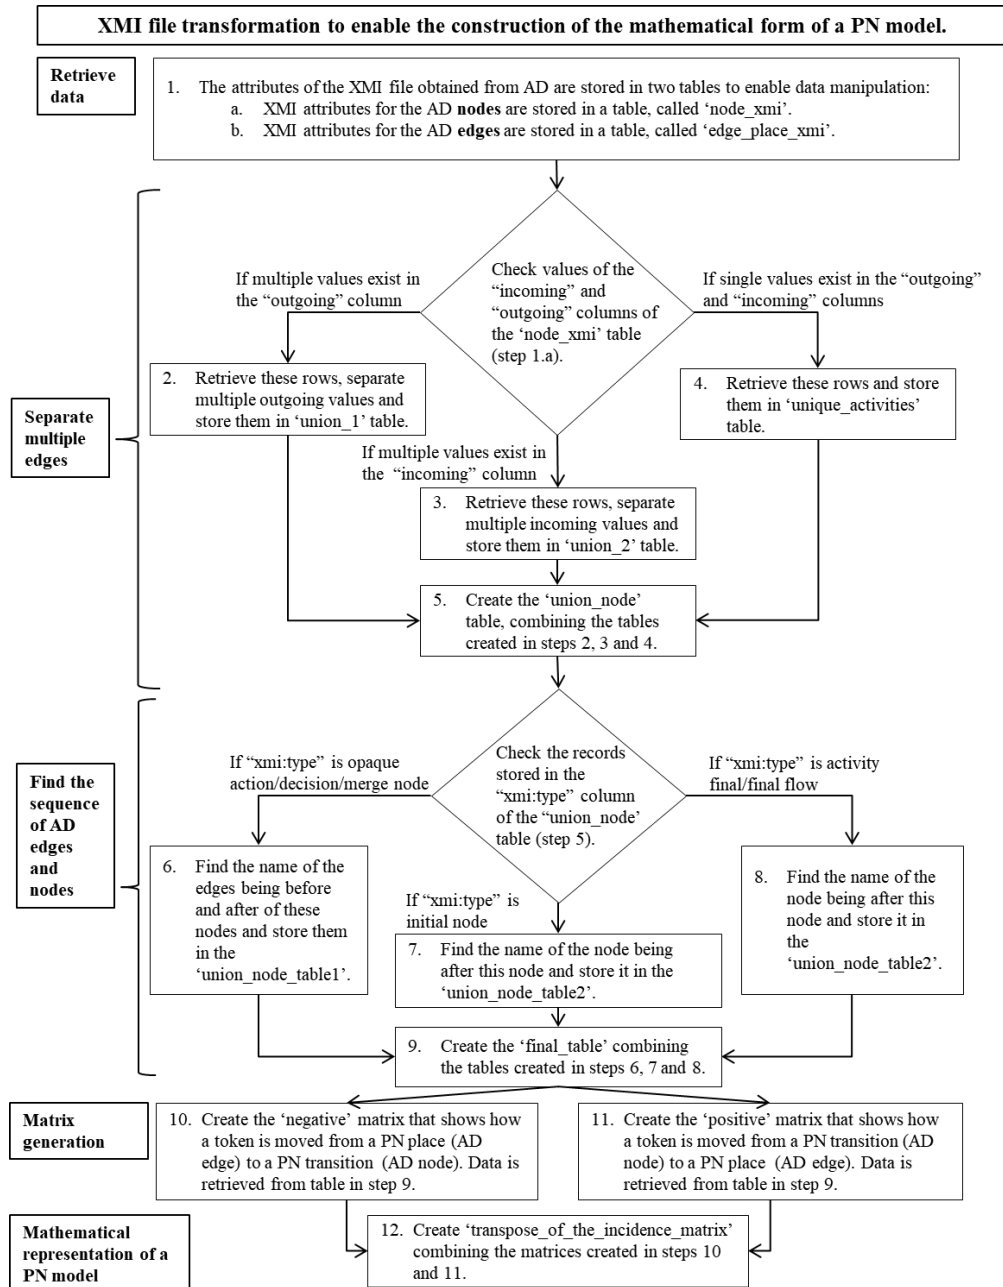 XMI file transformation to enable the construction of the mathematical form of a PN model.
Retrieve
data
1. The attributes of the XMI file obtained from AD are stored in two tables to enable data manipulation:
a. XMI attributes for the AD nodes are stored in a table, called ‘node_xmi’.
b. XMI attributes for the AD edges are stored in a table, called ‘edge_place_xmi’.
Separate
multiple
edges
Check values of the
“incoming” and
“outgoing” columns of
the ‘node_xmi’ table
(step 1.a).
If multiple values exist in
the “outgoing” column
If single values exist in the “outgoing”
and “incoming” columns
2. Retrieve these rows, separate
multiple outgoing values and
store them in ‘union_1’ table.
4. Retrieve these rows and store
them in ‘unique_activities’
table.
If multiple values exist in
the “incoming” column
3. Retrieve these rows, separate
multiple incoming values and
store them in ‘union_2’ table.
5. Create the ‘union_node’
table, combining the tables
created in steps 2, 3 and 4.
Find the
sequence
of AD
edges
and
nodes
Check the records
stored in the
“xmi:type” column
of the “union_node’
table (step 5).
If “xmi:type” is opaque
action/decision/merge node
If “xmi:type” is activity
final/final flow
6. Find the name of the
edges being before
and after of these
nodes and store them
in the
‘union_node_table1’.
If “xmi:type” is
initial node
7. Find the name of the node being
after this node and store it in the
‘union_node_table2’.
8. Find the name of the
node being after this
node and store it in
the
‘union_node_table2’.
9. Create the ‘final_table’ combining
the tables created in steps 6, 7 and 8.
Matrix
generation
10. Create the ‘negative’ matrix that shows how
a token is moved from a PN place (AD
edge) to a PN transition (AD node). Data is
retrieved from table in step 9.
11. Create the ‘positive’ matrix that shows how
a token is moved from a PN transition (AD
node) to a PN place (AD edge). Data is
retrieved from table in step 9.
Mathematical
representation of a
PN model
12. Create ‘transpose_of_the_incidence_matrix’
combining the matrices created in steps 10
and 11.